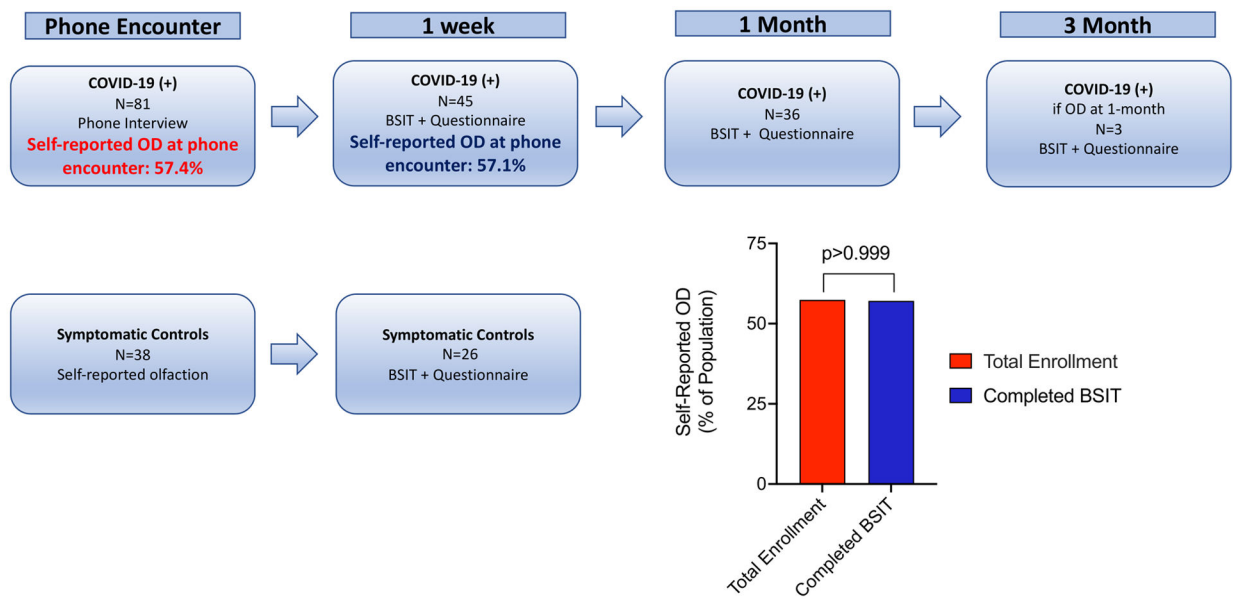 Phone Encounter
1 week
1 Month
3 Month
COVID-19 (+)
N=81
Phone Interview
Self-reported OD at phone
encounter: 57.4%
COVID-19 (+)
N=45
BSIT + Questionnaire
Self-reported OD at phone
encounter: 57.1%
COVID-19 (+)
N=36
BSIT + Questionnaire
COVID-19 (+)
if OD at 1-month
N=3
BSIT + Questionnaire
Symptomatic Controls
N=38
Self-reported olfaction
Symptomatic Controls
N=26
BSIT + Questionnaire
Self-Reported OD
(% of Population)
75
50
25
0
p>0.999
Total Enrollment
Completed BSIT
Total Enrollment
Completed BSIT